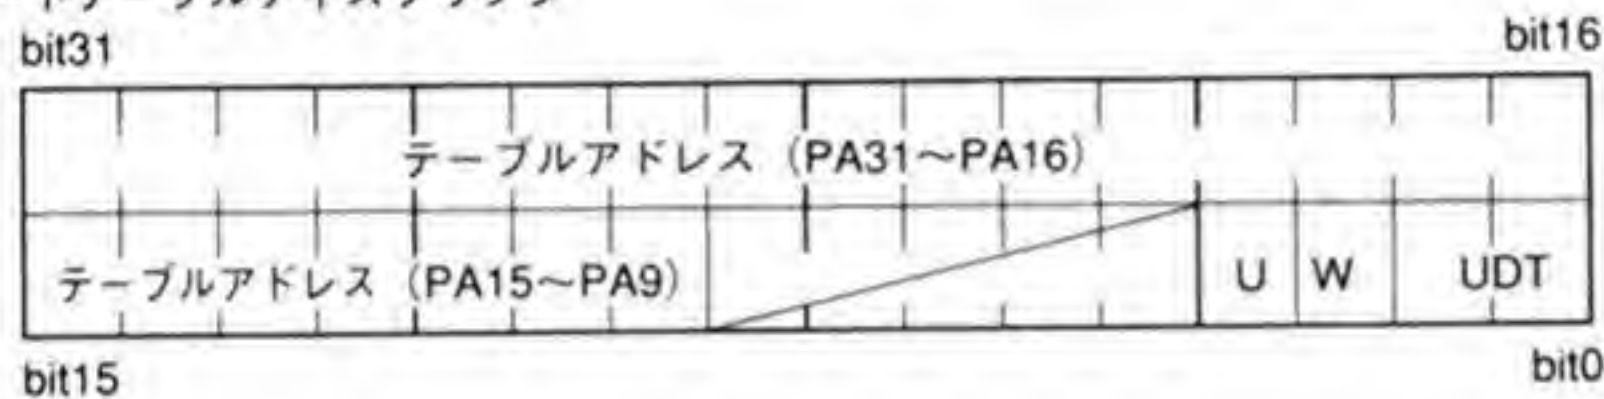 bit31 bit16
テーブルアドレス（PA31～PA16）
テーブルアドレス（PA15～PA9） U W UDT
bit15 bit0